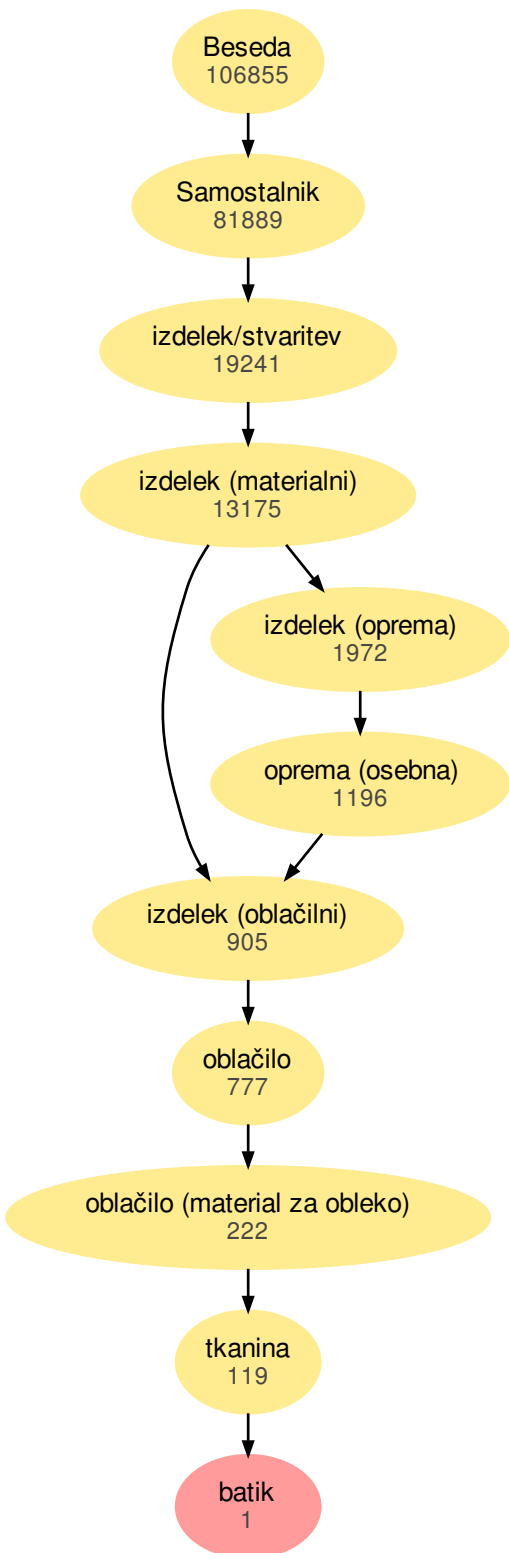 Beseda
106855
Samostalnik
81889
izdelek/stvaritev
19241
izdelek (materialni)
13175
izdelek (oprema)
1972
oprema (osebna)
1196
izdelek (oblačilni)
905
oblačilo
777
oblačilo (material za obleko)
222
tkanina
119
batik
1